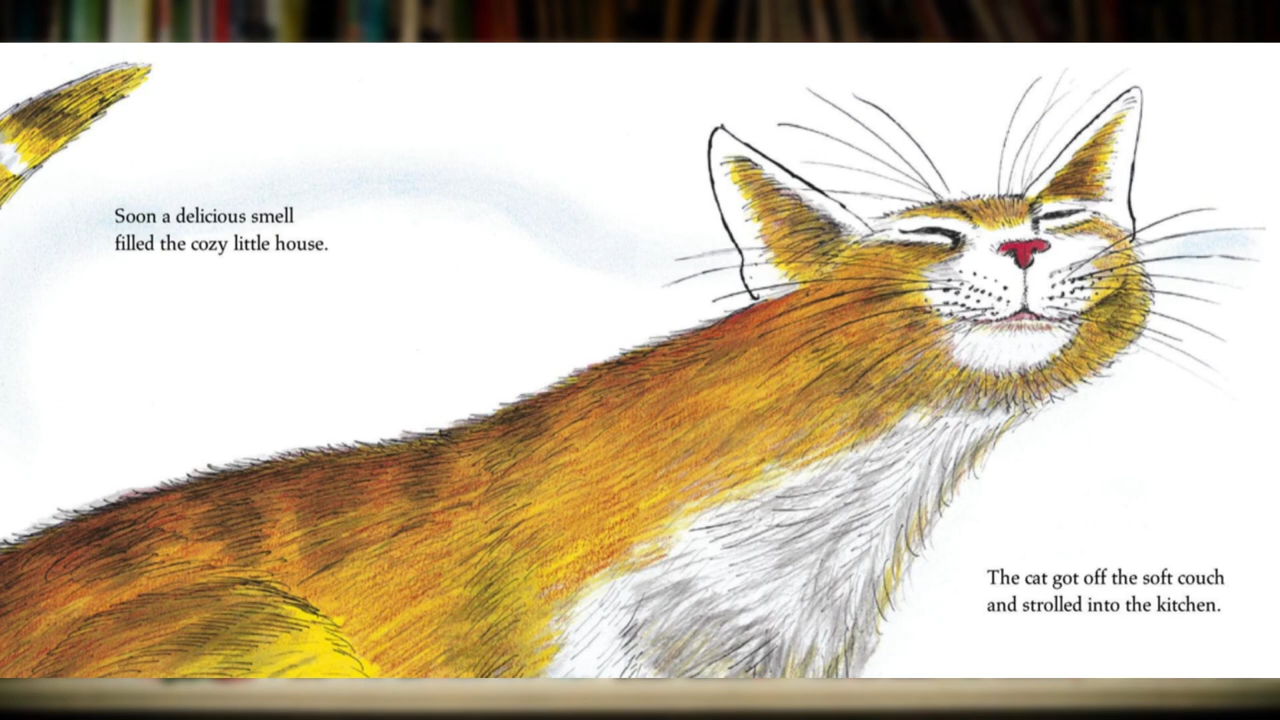 Soon a delicious smell
filled the cozy little house.
The cat got off the soft couch
and strolled into the kitchen.